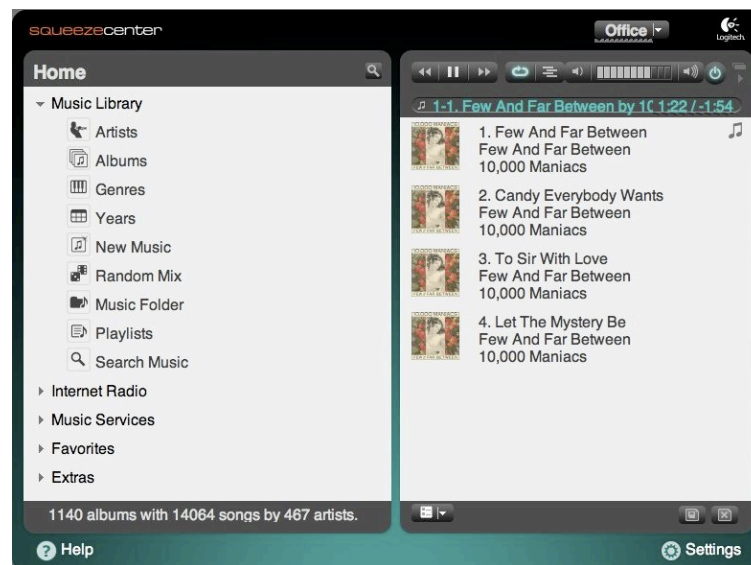 squeezecenter
Office
Logitech
Home
Music Library
Artists
Albums
Genres
Years
New Music
Random Mix
Music Folder
Playlists
Search Music
Internet Radio
Music Services
Favorites
Extras
1140 albums with 14064 songs by 467 artists.
Help
1-1. Few And Far Between by 10 1:22 / -1:54
1. Few And Far Between
Few And Far Between
10,000 Maniacs
2. Candy Everybody Wants
Few And Far Between
10,000 Maniacs
3. To Sir With Love
Few And Far Between
10,000 Maniacs
4. Let The Mystery Be
Few And Far Between
10,000 Maniacs
Settings